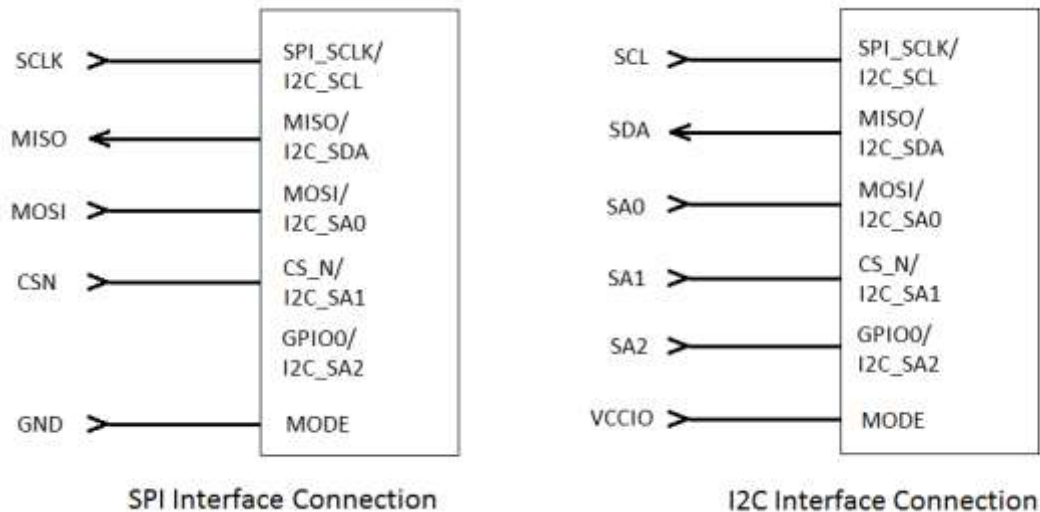 SCLK
SPI_SCLK/
I2C_SCL
MISO
MISO/
I2C_SDA
MOSI
MOSI/
I2C_SA0
CSN
CS_N/
I2C_SA1
GPIO0/
I2C_SA2
GND
MODE
SPI Interface Connection
SCL
SPI_SCLK/
I2C_SCL
SDA
MISO/
I2C_SDA
SA0
MOSI/
I2C_SA0
SA1
CS_N/
I2C_SA1
SA2
GPIO0/
I2C_SA2
VCCIO
MODE
I2C Interface Connection